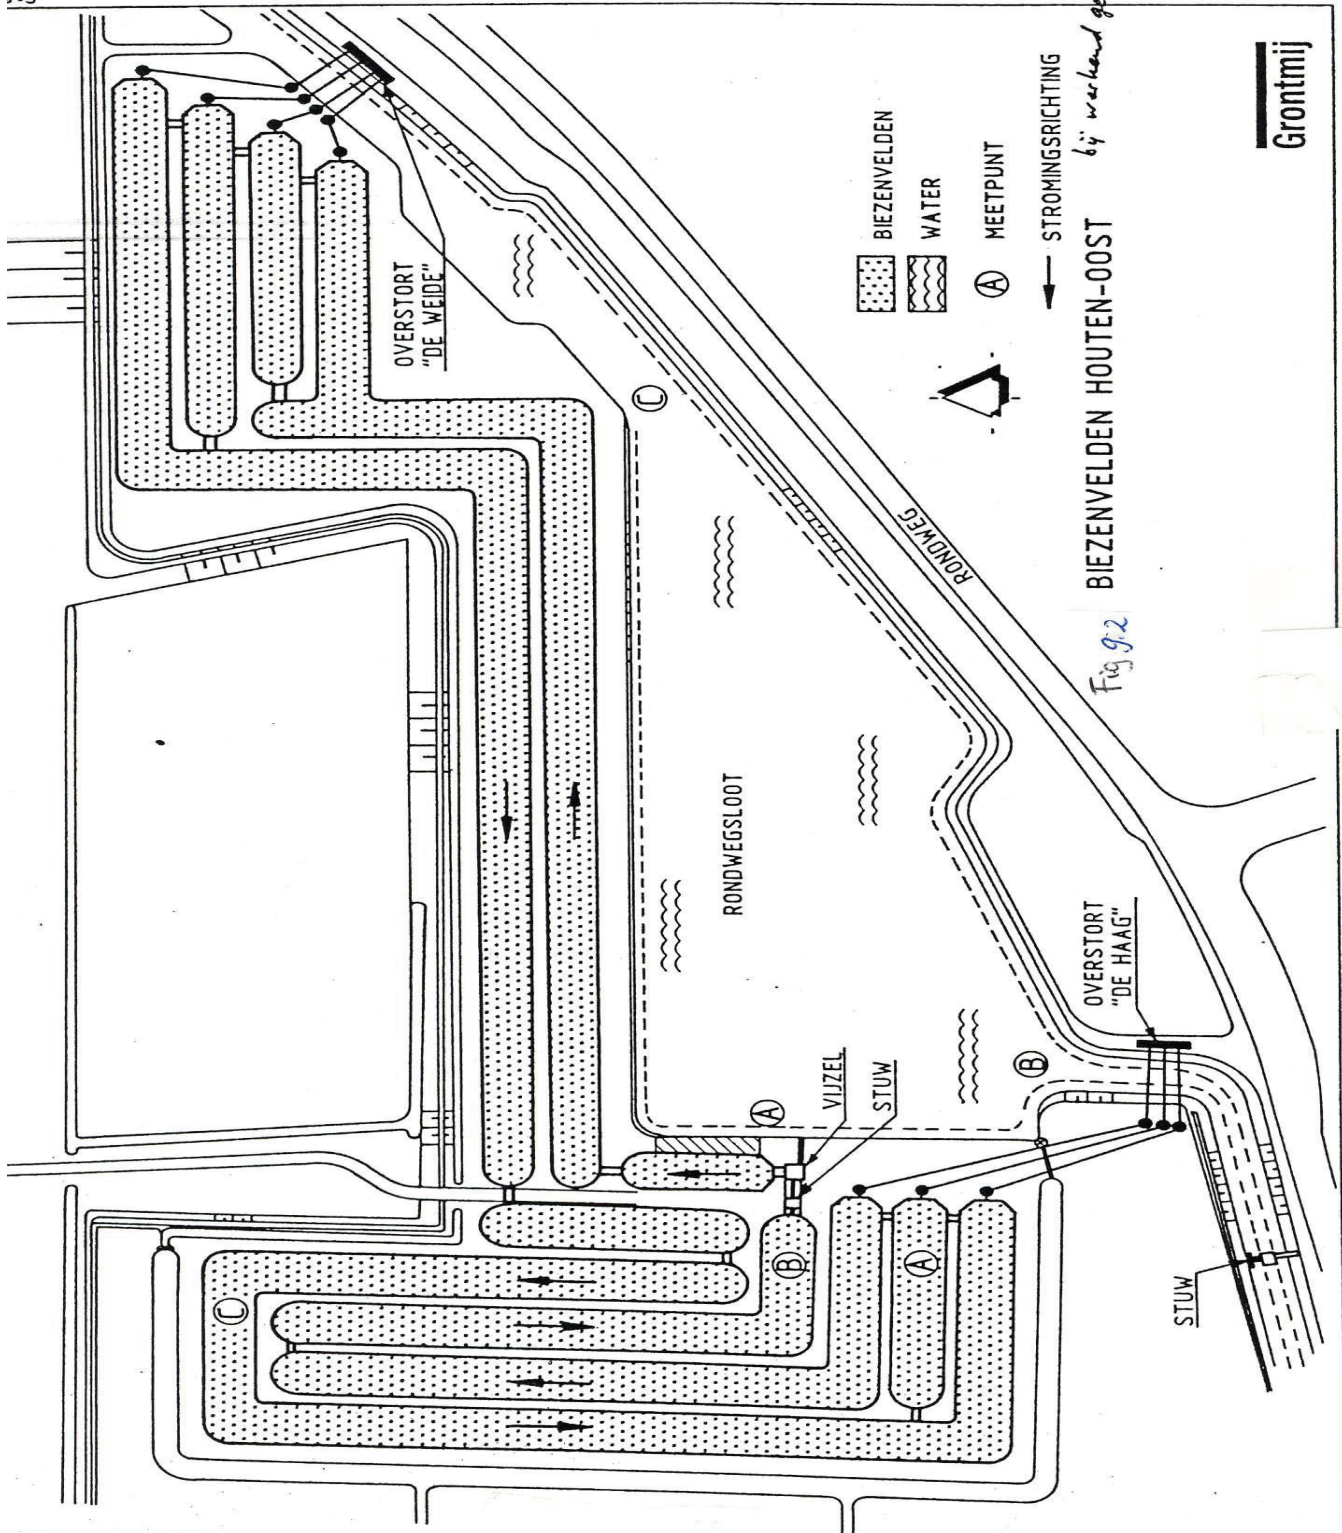 OVERSTORT
"DE WEIDE"
C
BIEZENVELDEN
WATER
A MEETPUNT
STROMINGSRICHTING
Grontmij
RONDWEG
RONDWEGSLOOT
Fig 9.2 BIEZENVELDEN HOUTEN-OOST bij
A
B
VIJZEL
STUW
OVERSTORT
"DE HAAG"
C
B
A
STUW